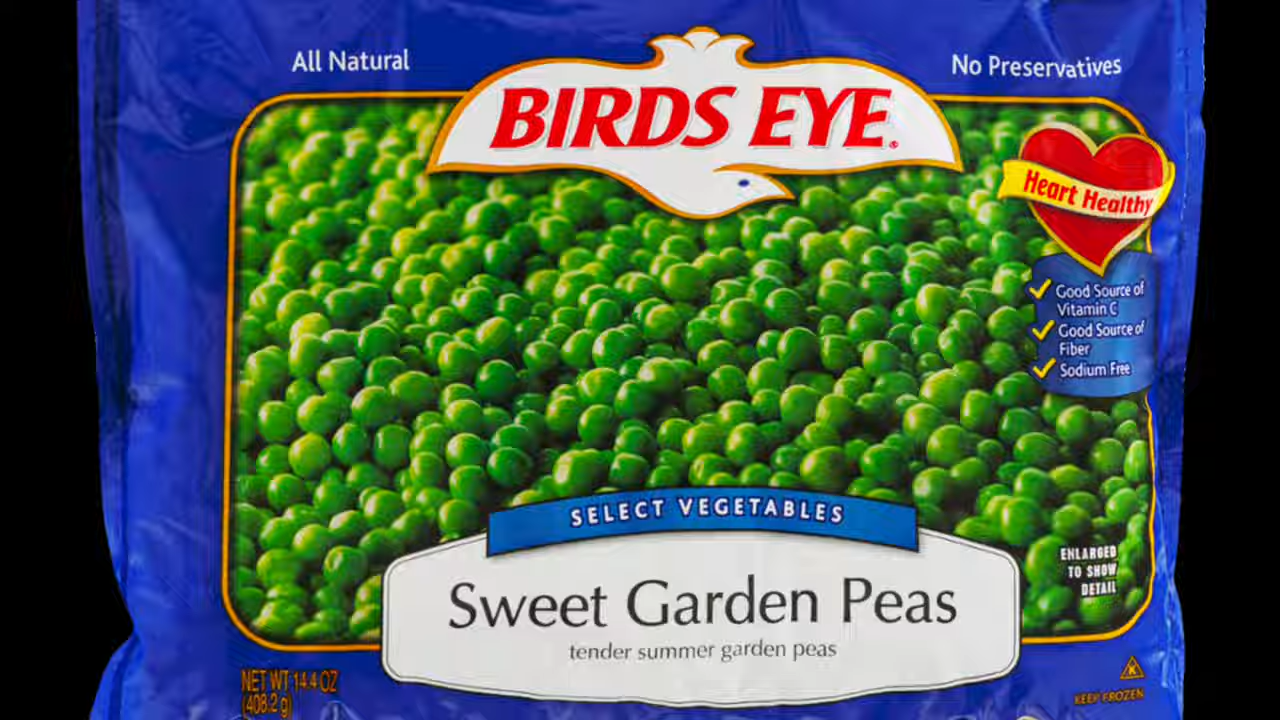 All Natural
No Preservatives
BIRDS EYE®
Heart Healthy
Good Source of
Vitamin C
Good Source of
Fiber
Sodium Free
SELECT VEGETABLES
Sweet Garden Peas
tender summer garden peas
ENLARGED
TO SHOW
DETAIL
NET WT 14.4 OZ
(408.2 g)
K
KEEP FROZEN